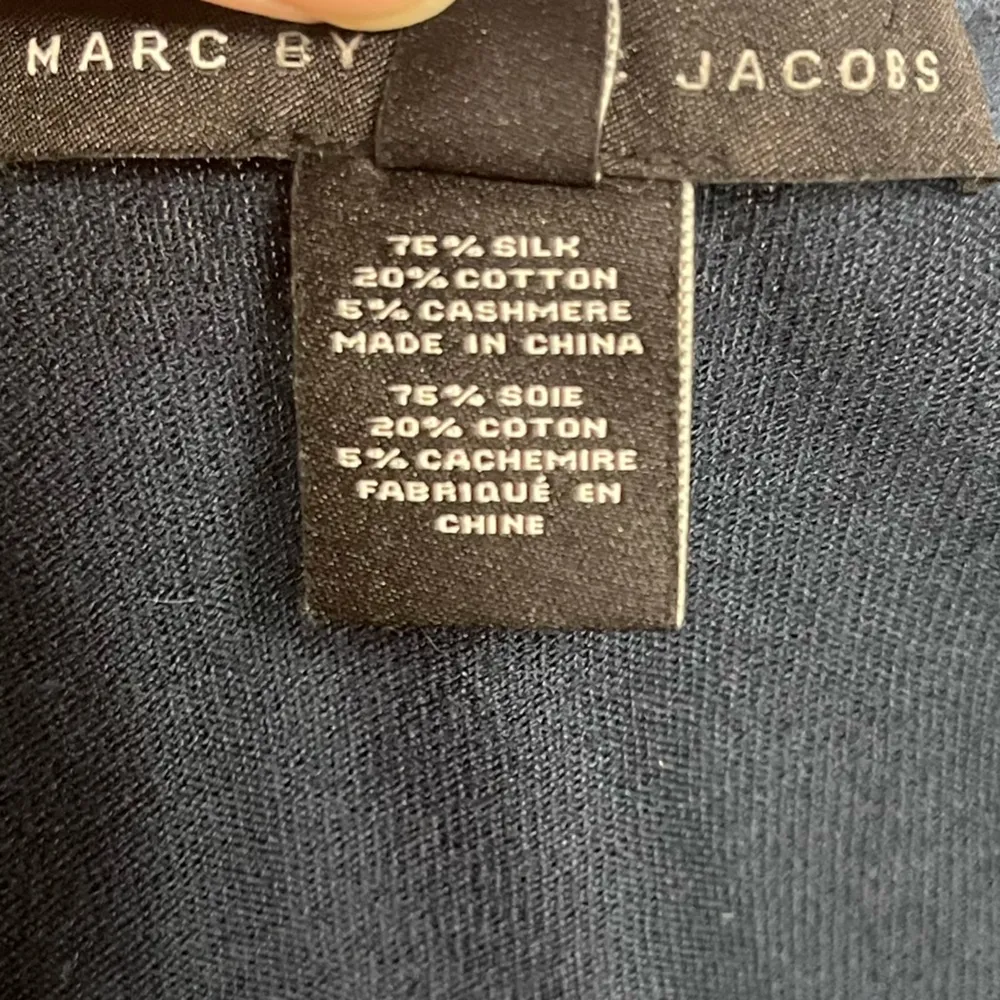 MARC BY JACOBS
75% SILK
20% COTTON
5% CASHMERE
MADE IN CHINA
75% SOIE
20% COTON
5% CACHEMIRE
FABRIQUÉ EN
CHINE